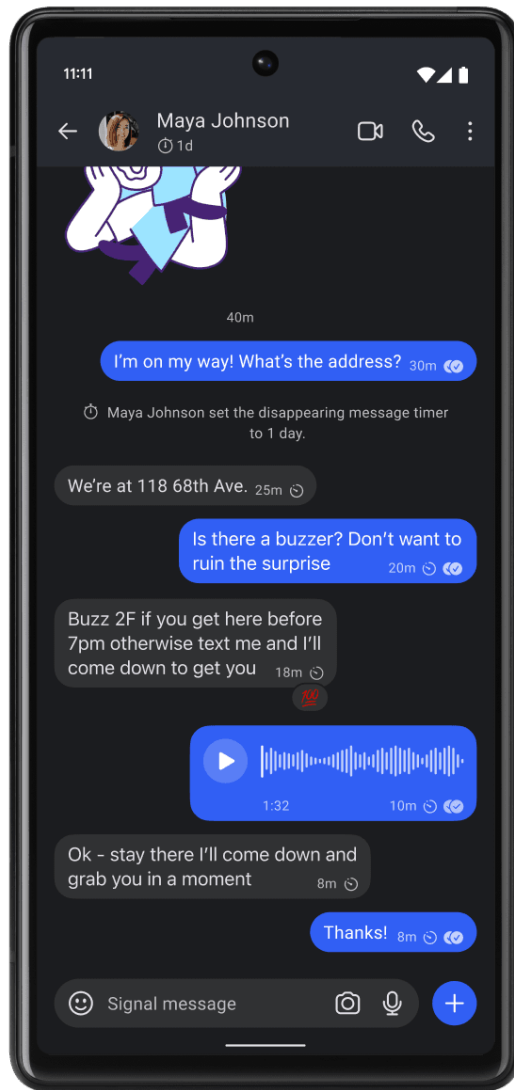 11:11
Maya Johnson
1d
40m
I’m on my way! What’s the address? 30m
Maya Johnson set the disappearing message timer
to 1 day.
We’re at 118 68th Ave. 25m
Is there a buzzer? Don’t want to
ruin the surprise 20m
Buzz 2F if you get here before
7pm otherwise text me and I’ll
come down to get you 18m
💯
1:32 10m
Ok - stay there I’ll come down and
grab you in a moment 8m
Thanks! 8m
Signal message